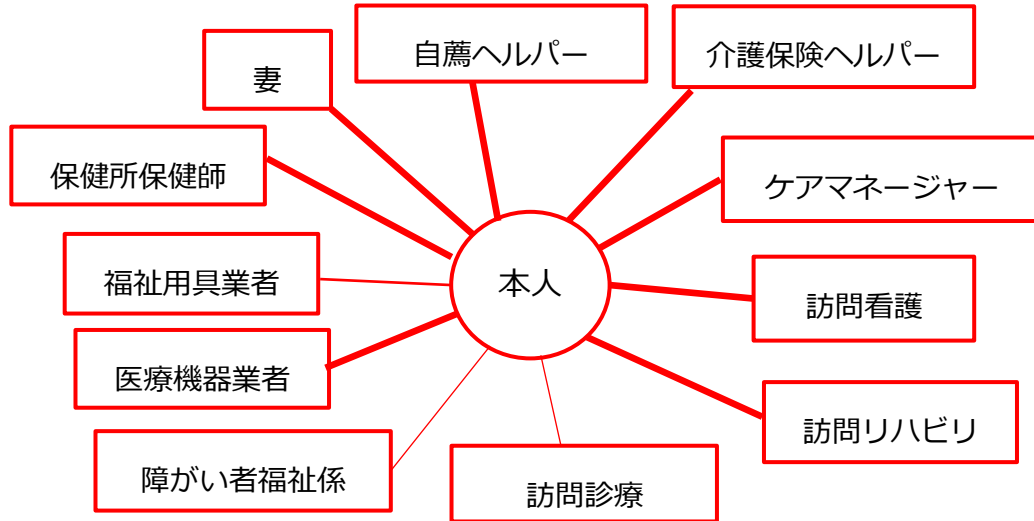 自薦ヘルパー
介護保険ヘルパー
妻
保健所保健師
ケアマネージャー
福祉用具業者
本人
訪問看護
医療機器業者
訪問リハビリ
障がい者福祉係
訪問診療